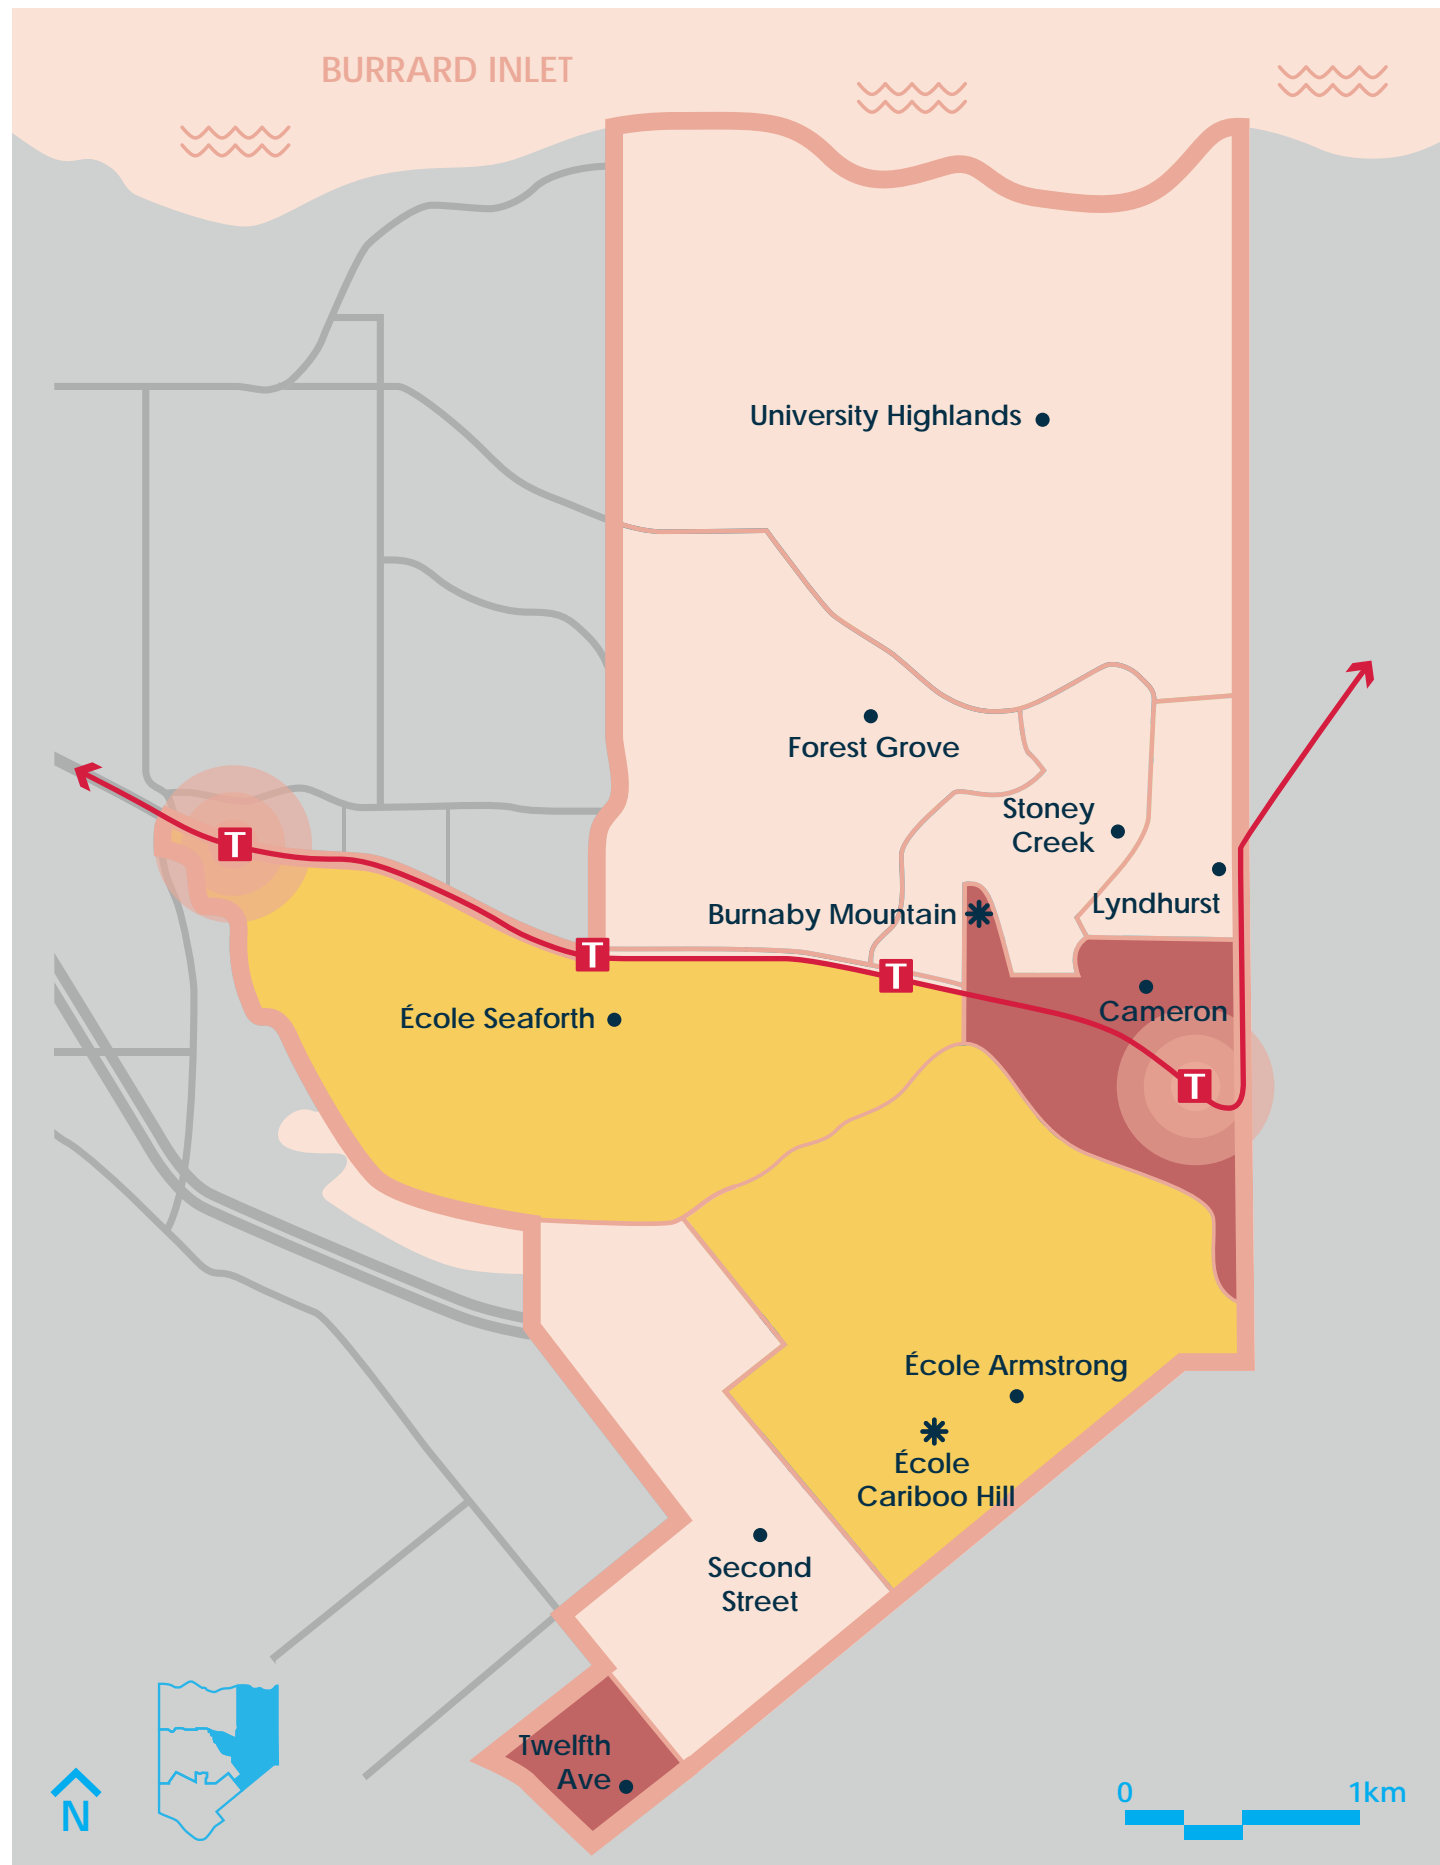 BURRARD INLET
University Highlands
Forest Grove
Stoney
Creek
Lyndhurst
Burnaby Mountain
T
T
T
Cameron
École Seaforth
T
École Armstrong
École
Cariboo Hill
Second
Street
Twelfth
Ave
N
0
1km